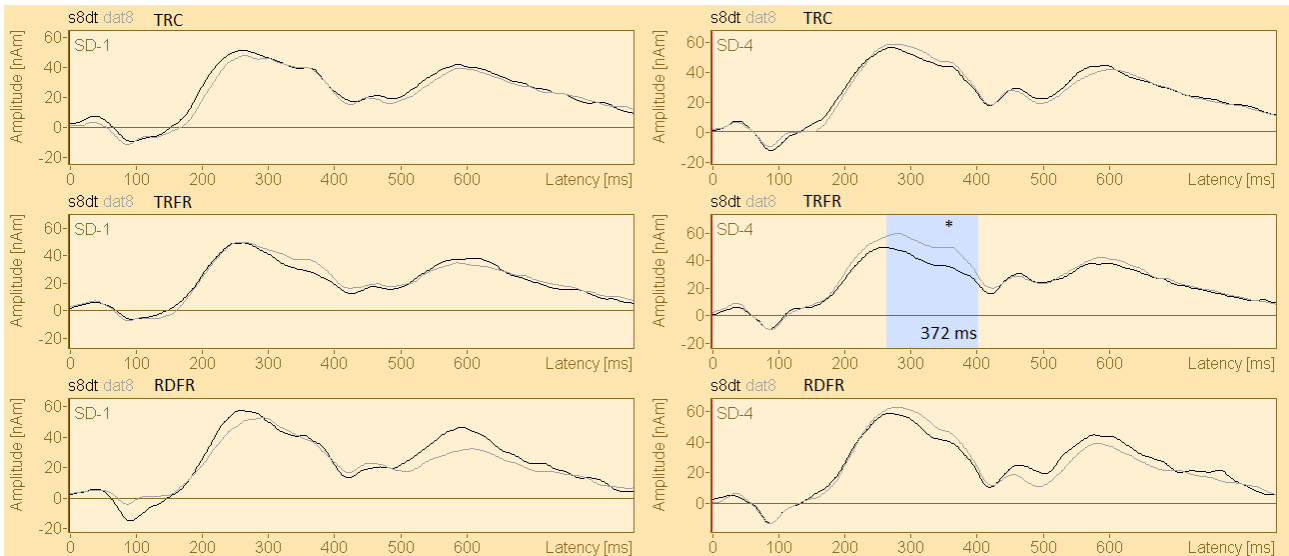 s8dt dat8 TRC
Amplitude [nAm]
60
40
20
0
-20
SD-1
0 100 200 300 400 500 600 Latency [ms]
s8dt dat8 TRC
Amplitude [nAm]
60
40
20
0
-20
SD-4
0 100 200 300 400 500 600 Latency [ms]
s8dt dat8 TRFR
Amplitude [nAm]
60
40
20
0
-20
SD-1
0 100 200 300 400 500 600 Latency [ms]
s8dt dat8 TRFR
Amplitude [nAm]
60
40
20
0
-20
SD-4
*
372 ms
0 100 200 300 400 500 600 Latency [ms]
s8dt dat8 RDFR
Amplitude [nAm]
60
40
20
0
-20
SD-1
0 100 200 300 400 500 600 Latency [ms]
s8dt dat8 RDFR
Amplitude [nAm]
60
40
20
0
-20
SD-4
0 100 200 300 400 500 600 Latency [ms]